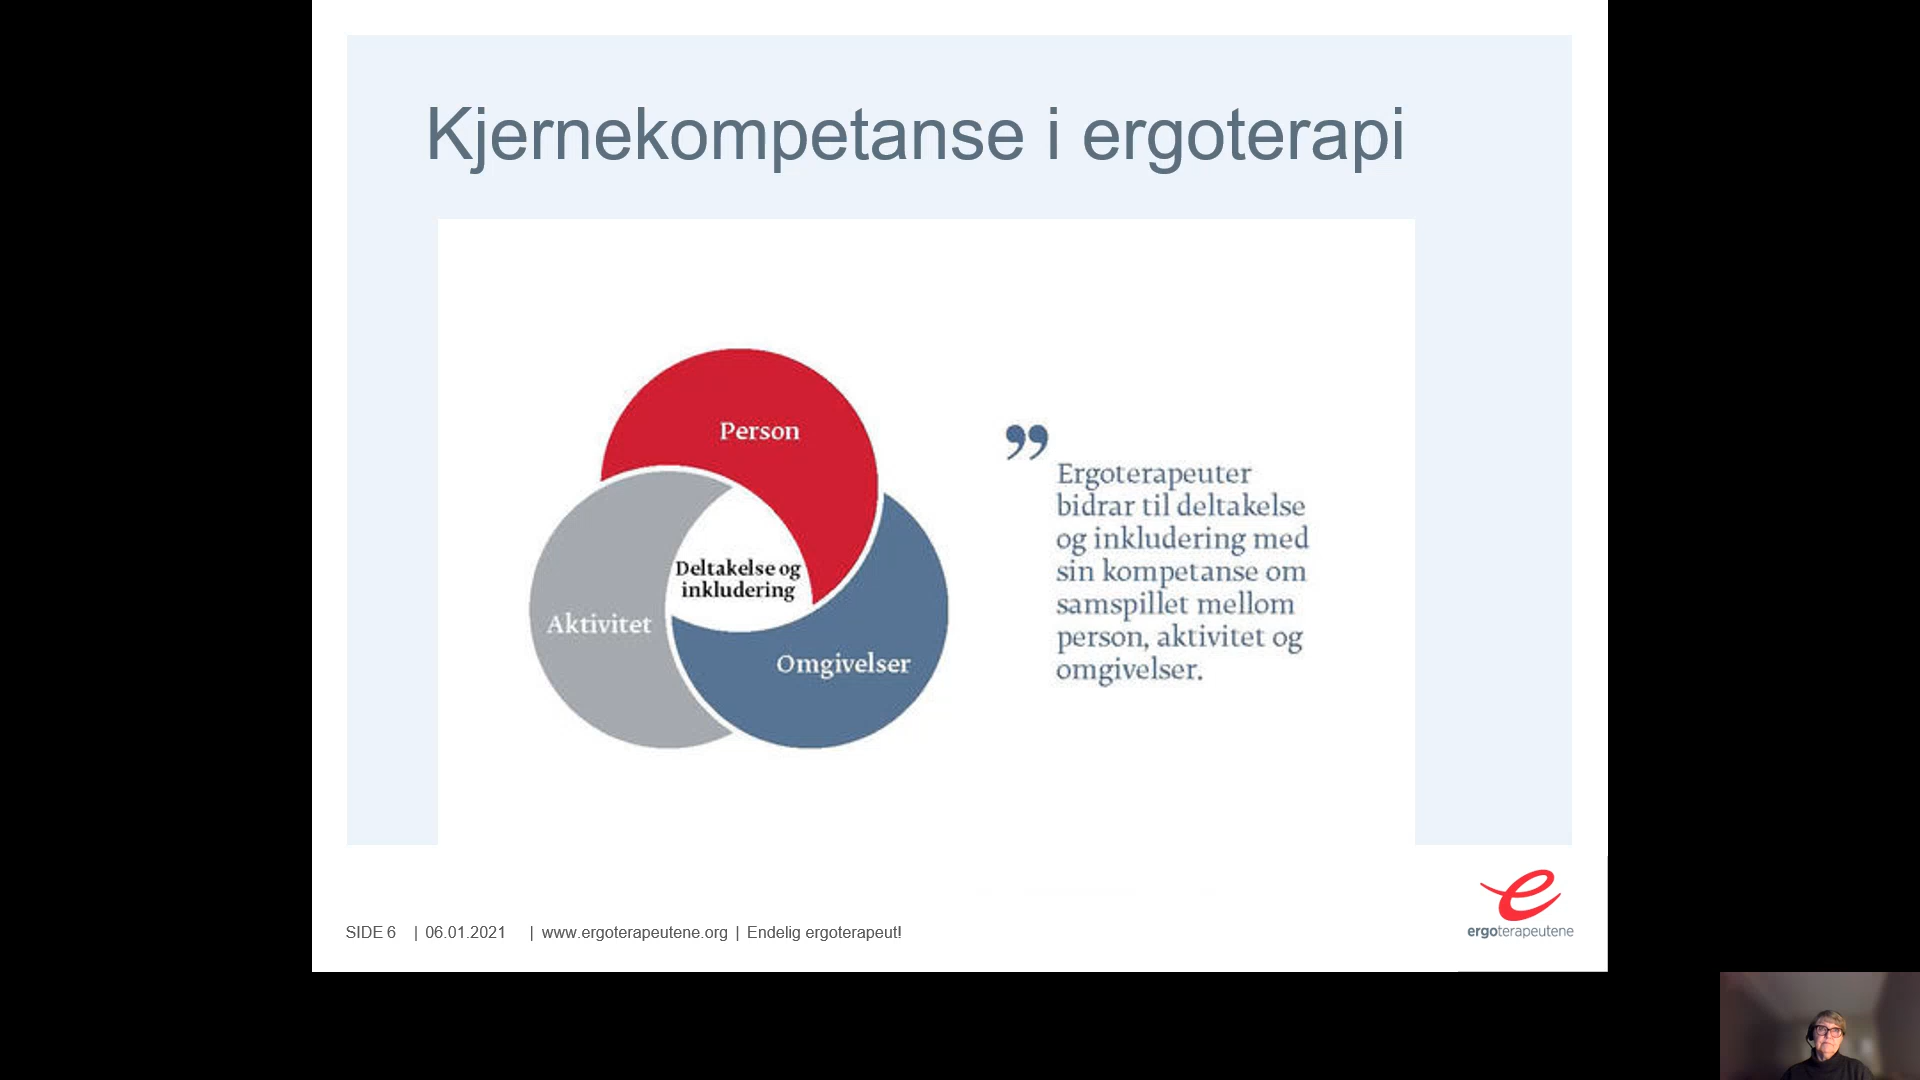 Kjernekompetanse i ergoterapi
Person
Deltakelse og
inkludering
Aktivitet
Omgivelser
”
Ergoterapeuter
bidrar til deltakelse
og inkludering med
sin kompetanse om
samspillet mellom
person, aktivitet og
omgivelser.
SIDE 6 | 06.01.2021 | www.ergoterapeutene.org | Endelig ergoterapeut!
ergoterapeutene